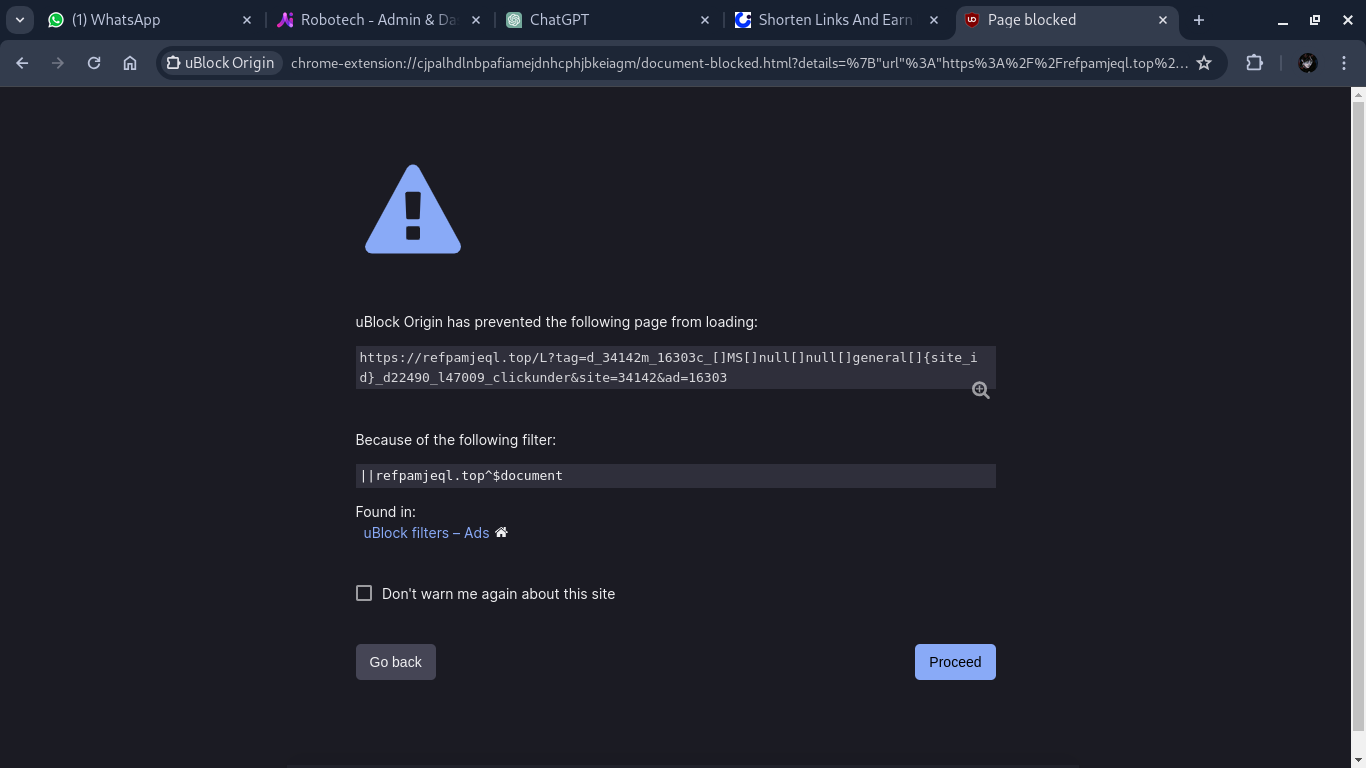 (1) WhatsApp
Robotech - Admin & Da
ChatGPT
Shorten Links And Earn
Page blocked
uBlock Origin
chrome-extension://cjpalhdlnbpafiamejdnhcphjbkeiagm/document-blocked.html?details=%7B"url"%3A"https%3A%2F%2Frefpamjeql.top%2...
uBlock Origin has prevented the following page from loading:
https://refpamjeql.top/L?tag=d_34142m_16303c_[]MS[]null[]null[]general[]{site_i
d}_d22490_l47009_clickunder&site=34142&ad=16303
Because of the following filter:
||refpamjeql.top^$document
Found in:
uBlock filters – Ads
Don't warn me again about this site
Go back
Proceed